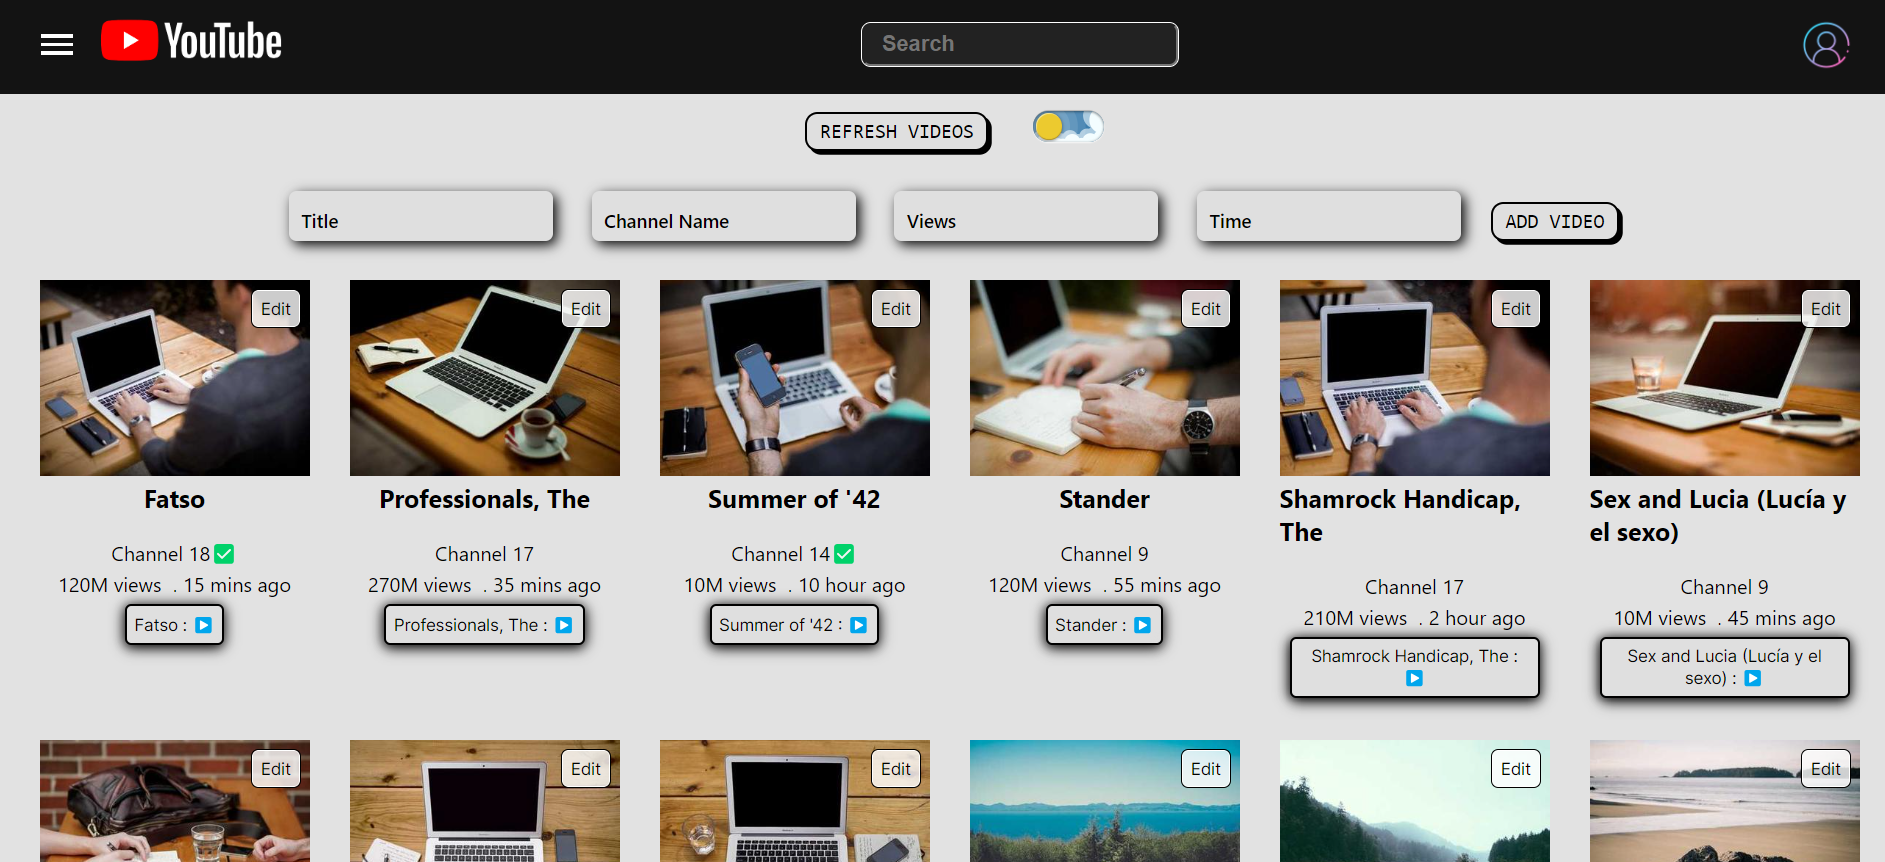 YouTube
Search
REFRESH VIDEOS
Title
Channel Name
Views
Time
ADD VIDEO
Edit
Edit
Edit
Edit
Edit
Edit
Fatso
Channel 18 ✅
120M views . 15 mins ago
Fatso : ▶️
Professionals, The
Channel 17
270M views . 35 mins ago
Professionals, The : ▶️
Summer of '42
Channel 14 ✅
10M views . 10 hour ago
Summer of '42 : ▶️
Stander
Channel 9
120M views . 55 mins ago
Stander : ▶️
Shamrock Handicap,
The
Channel 17
210M views . 2 hour ago
Shamrock Handicap, The :
▶️
Sex and Lucia (Lucía y
el sexo)
Channel 9
10M views . 45 mins ago
Sex and Lucia (Lucía y el
sexo) : ▶️
Edit
Edit
Edit
Edit
Edit
Edit